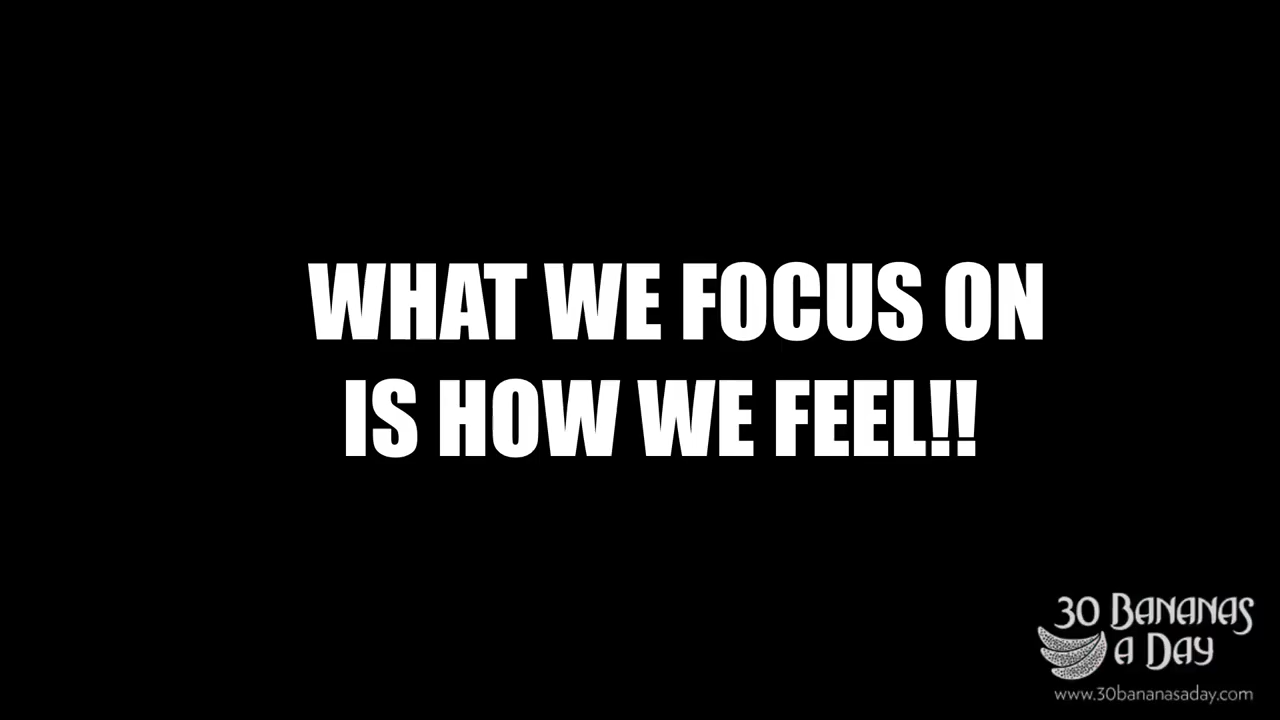 WHAT WE FOCUS ON
IS HOW WE FEEL!!
30 BANANAS
A DAY
www.30bananasaday.com